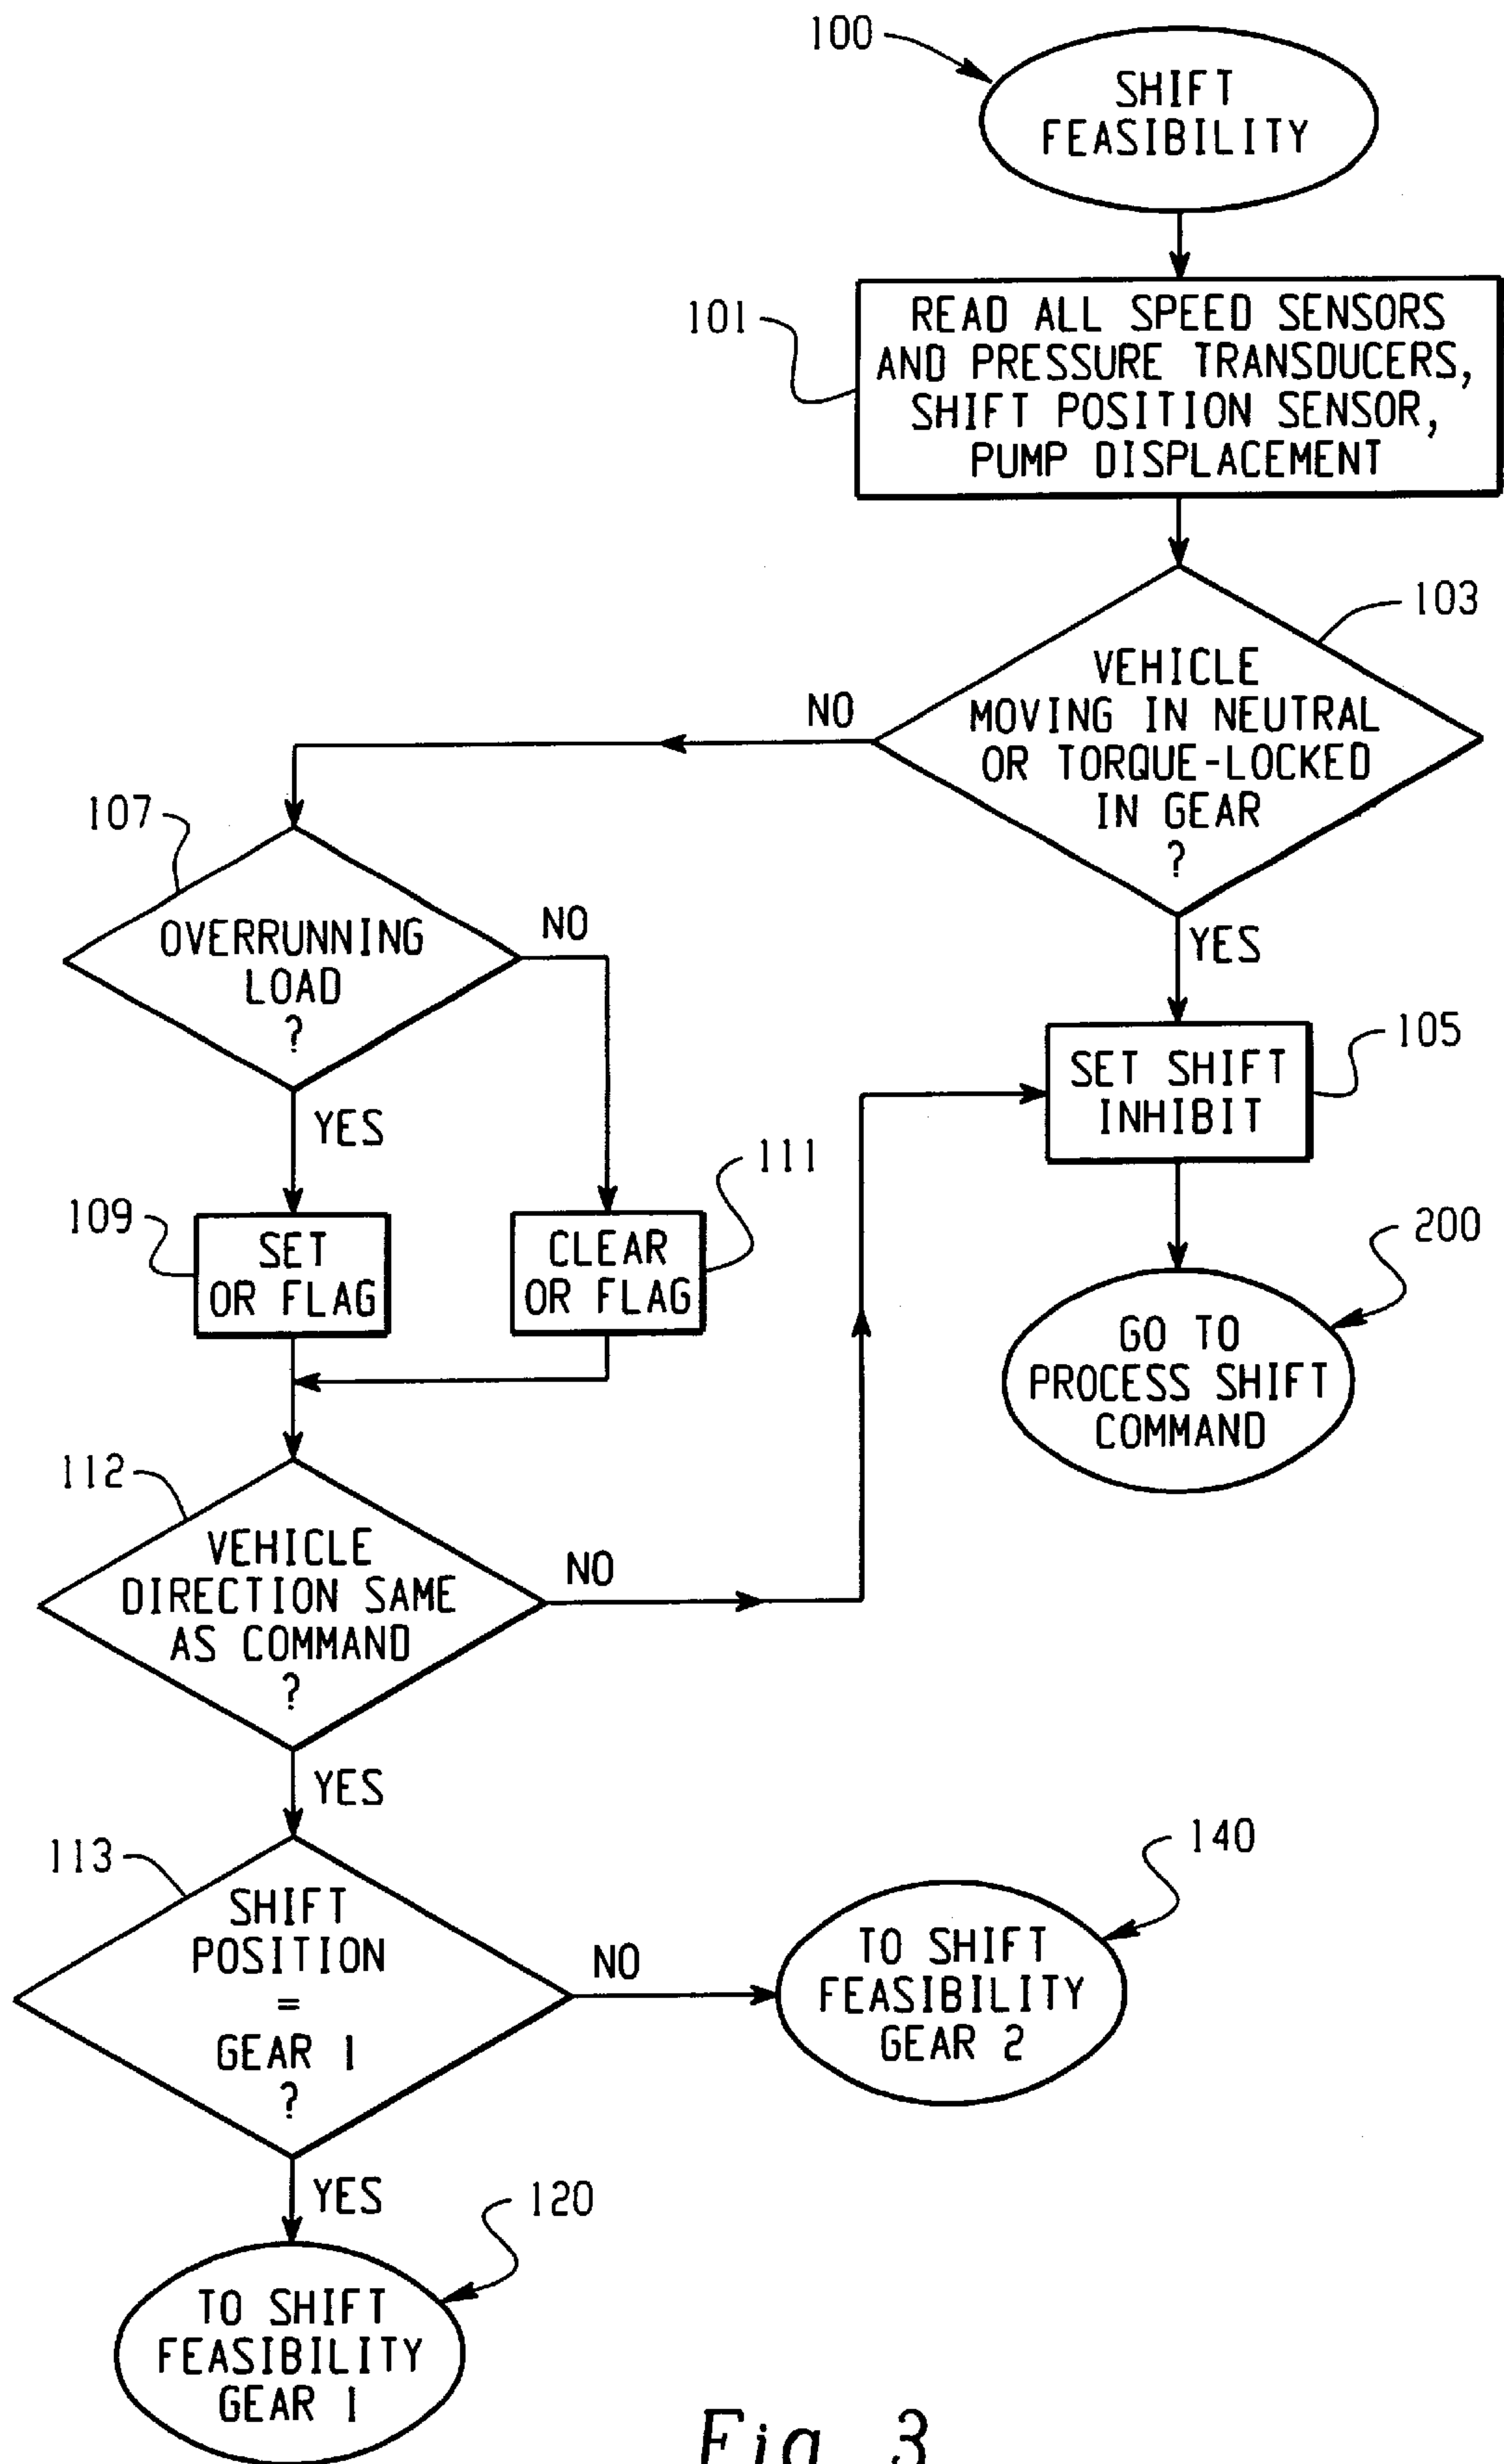 100
SHIFT
FEASIBILITY
101
READ ALL SPEED SENSORS
AND PRESSURE TRANSDUCERS,
SHIFT POSITION SENSOR,
PUMP DISPLACEMENT
103
VEHICLE
MOVING IN NEUTRAL
OR TORQUE-LOCKED
IN GEAR
?
NO
YES
107
OVERRUNNING
LOAD
?
NO
YES
105
SET SHIFT
INHIBIT
109
SET
OR FLAG
111
CLEAR
OR FLAG
200
GO TO
PROCESS SHIFT
COMMAND
112
VEHICLE
DIRECTION SAME
AS COMMAND
?
NO
YES
113
SHIFT
POSITION
=
GEAR 1
?
NO
YES
140
TO SHIFT
FEASIBILITY
GEAR 2
120
TO SHIFT
FEASIBILITY
GEAR 1
Fig. 3